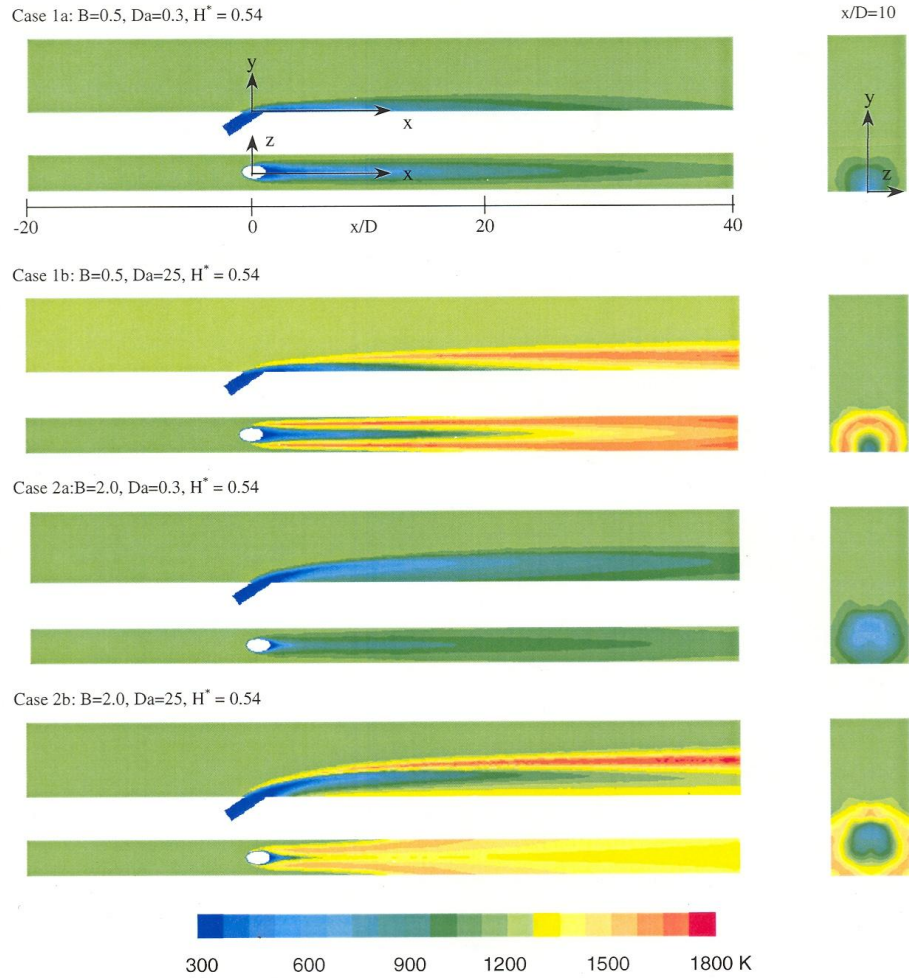 Case 1a: B=0.5, Da=0.3, H* = 0.54
x/D=10
y
x
z
x
y
z
-20 0 x/D 20 40
Case 1b: B=0.5, Da=25, H* = 0.54
Case 2a:B=2.0, Da=0.3, H* = 0.54
Case 2b: B=2.0, Da=25, H* = 0.54
300 600 900 1200 1500 1800 K